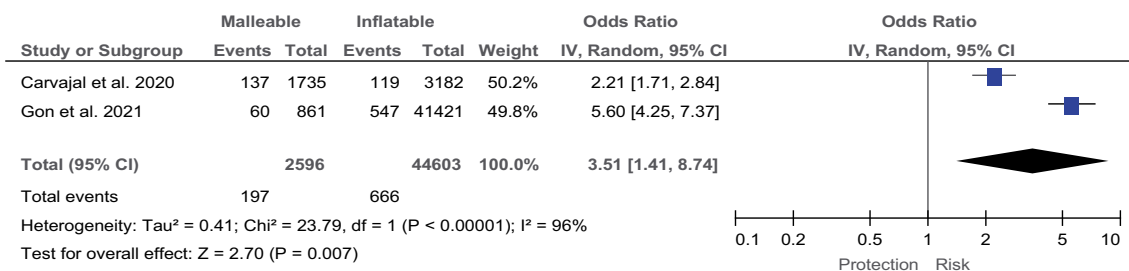 Malleable Inflatable Odds Ratio Odds Ratio
Study or Subgroup Events Total Events Total Weight IV, Random, 95% CI IV, Random, 95% CI
Carvajal et al. 2020 137 1735 119 3182 50.2% 2.21 [1.71, 2.84]
Gon et al. 2021 60 861 547 41421 49.8% 5.60 [4.25, 7.37]
Total (95% CI) 2596 44603 100.0% 3.51 [1.41, 8.74]
Total events 197 666
Heterogeneity: Tau² = 0.41; Chi² = 23.79, df = 1 (P < 0.00001); I² = 96%
Test for overall effect: Z = 2.70 (P = 0.007)
0.1 0.2 0.5 1 2 5 10
Protection Risk